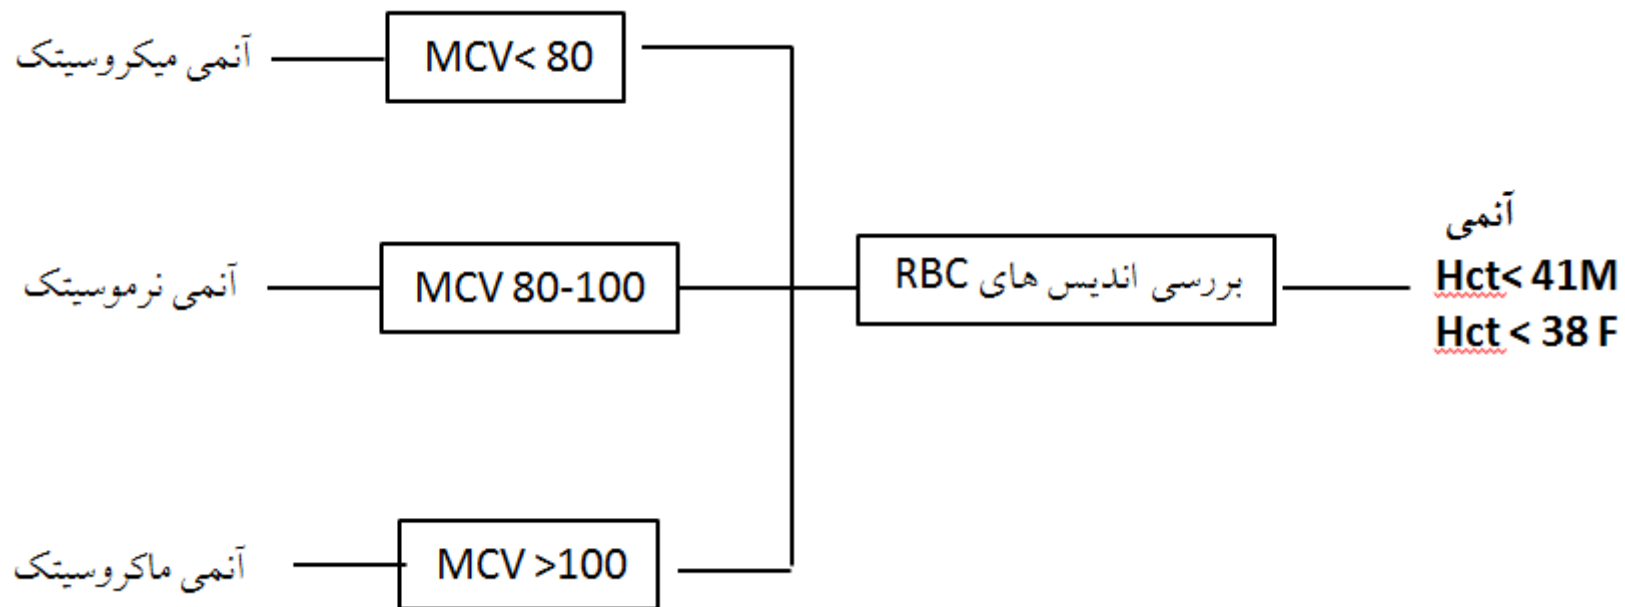 آنمی
Hct< 41M
Hct < 38 F
بررسی اندیس های RBC
MCV< 80
آنمی میکروسیتک
MCV 80-100
آنمی نرموسیتک
MCV >100
آنمی ماکروسیتک